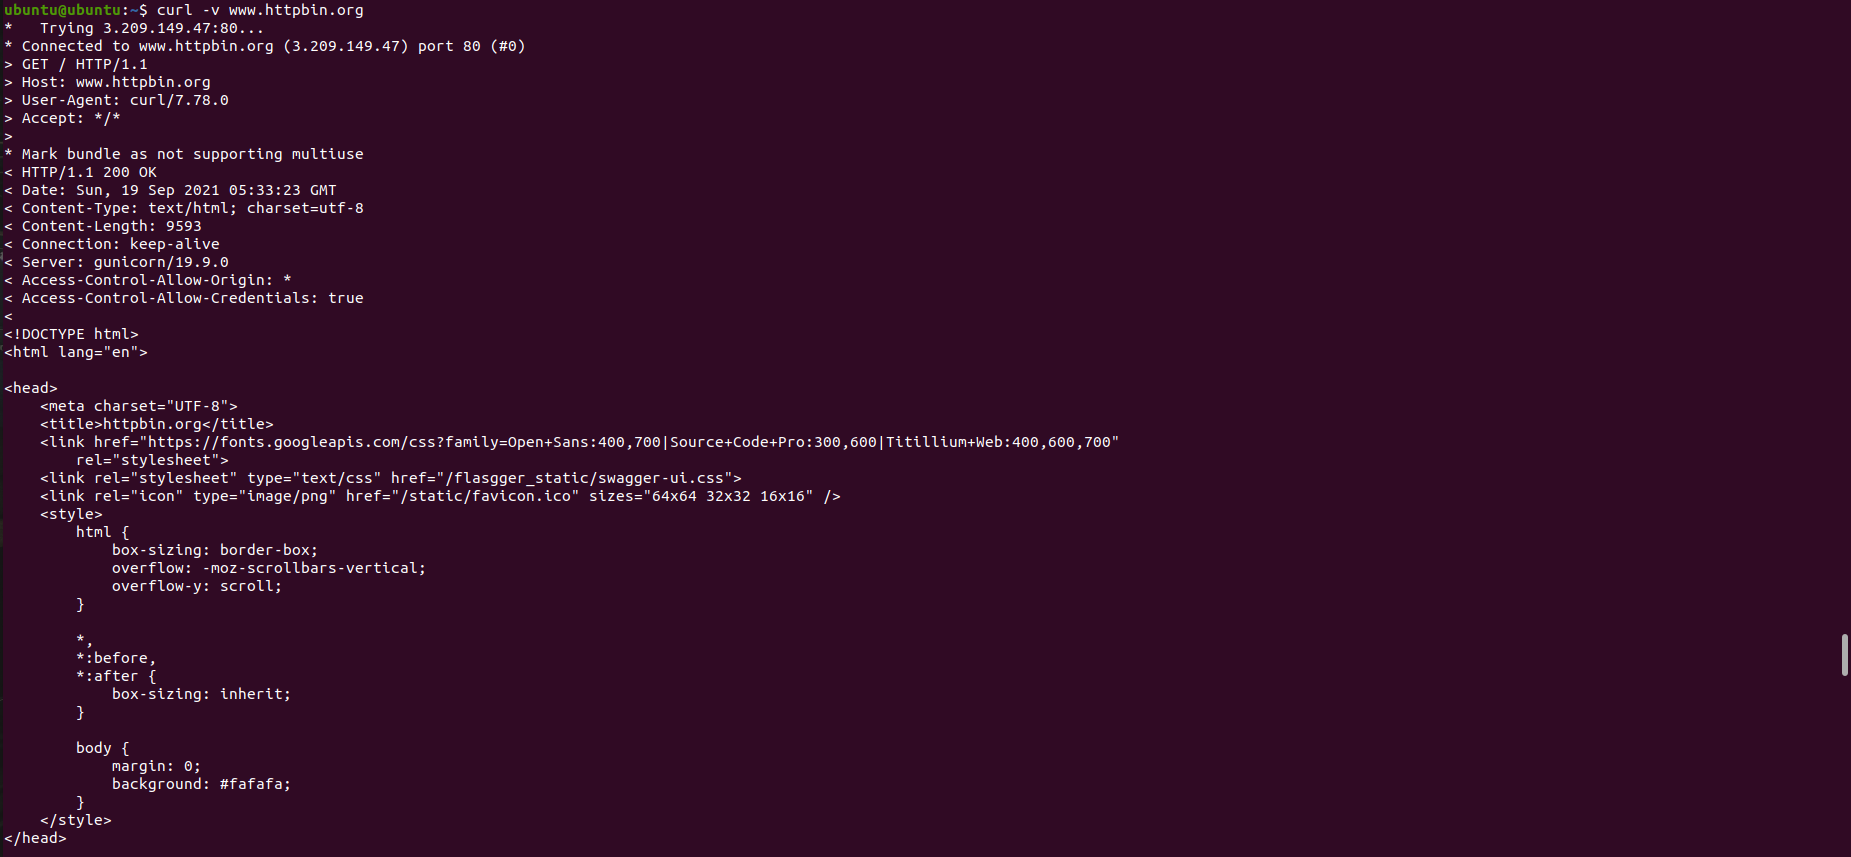 ubuntu@ubuntu:~$ curl -v www.httpbin.org
*   Trying 3.209.149.47:80...
* Connected to www.httpbin.org (3.209.149.47) port 80 (#0)
> GET / HTTP/1.1
> Host: www.httpbin.org
> User-Agent: curl/7.78.0
> Accept: */*
>
* Mark bundle as not supporting multiuse
< HTTP/1.1 200 OK
< Date: Sun, 19 Sep 2021 05:33:23 GMT
< Content-Type: text/html; charset=utf-8
< Content-Length: 9593
< Connection: keep-alive
< Server: gunicorn/19.9.0
< Access-Control-Allow-Origin: *
< Access-Control-Allow-Credentials: true
<
<!DOCTYPE html>
<html lang="en">

<head>
    <meta charset="UTF-8">
    <title>httpbin.org</title>
    <link href="https://fonts.googleapis.com/css?family=Open+Sans:400,700|Source+Code+Pro:300,600|Titillium+Web:400,600,700"
        rel="stylesheet">
    <link rel="stylesheet" type="text/css" href="/flasgger_static/swagger-ui.css">
    <link rel="icon" type="image/png" href="/static/favicon.ico" sizes="64x64 32x32 16x16" />
    <style>
        html {
            box-sizing: border-box;
            overflow: -moz-scrollbars-vertical;
            overflow-y: scroll;
        }

        *,
        *:before,
        *:after {
            box-sizing: inherit;
        }

        body {
            margin: 0;
            background: #fafafa;
        }
    </style>
</head>